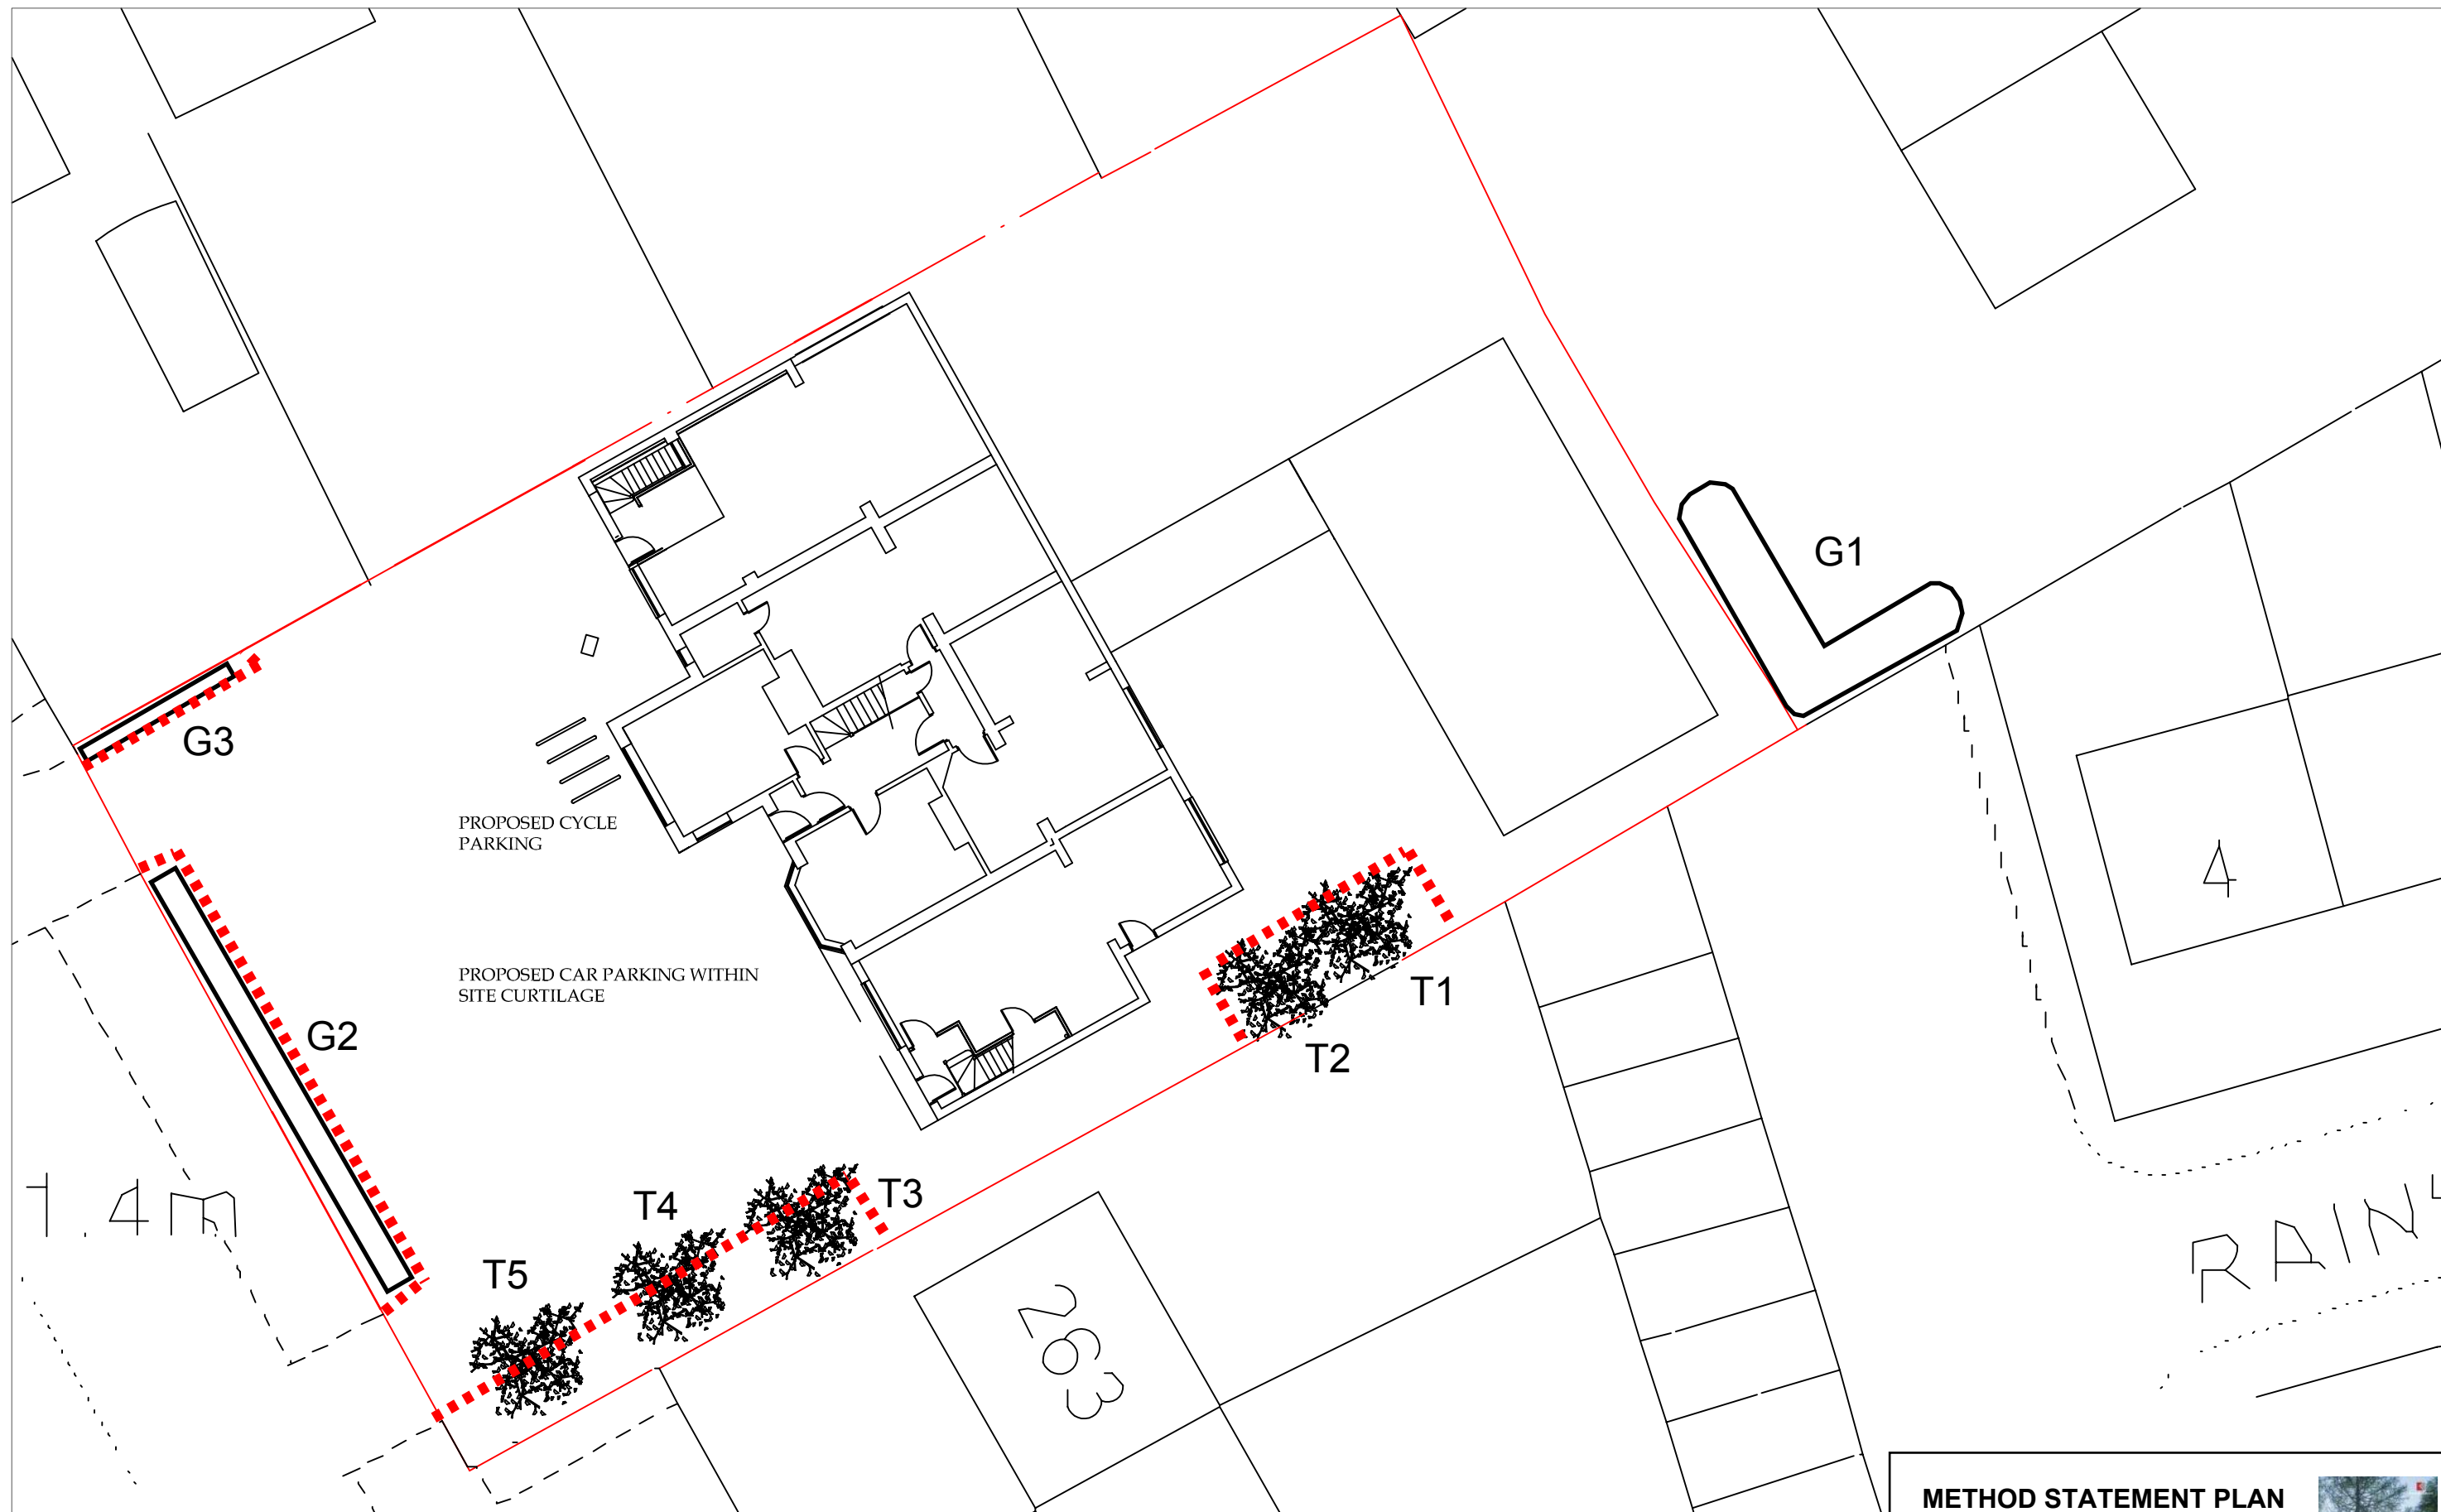 G1
G3
PROPOSED CYCLE
PARKING
4
PROPOSED CAR PARKING WITHIN
SITE CURTILAGE
T1
G2
T2
T3
T4
T5
263
METHOD STATEMENT PLAN